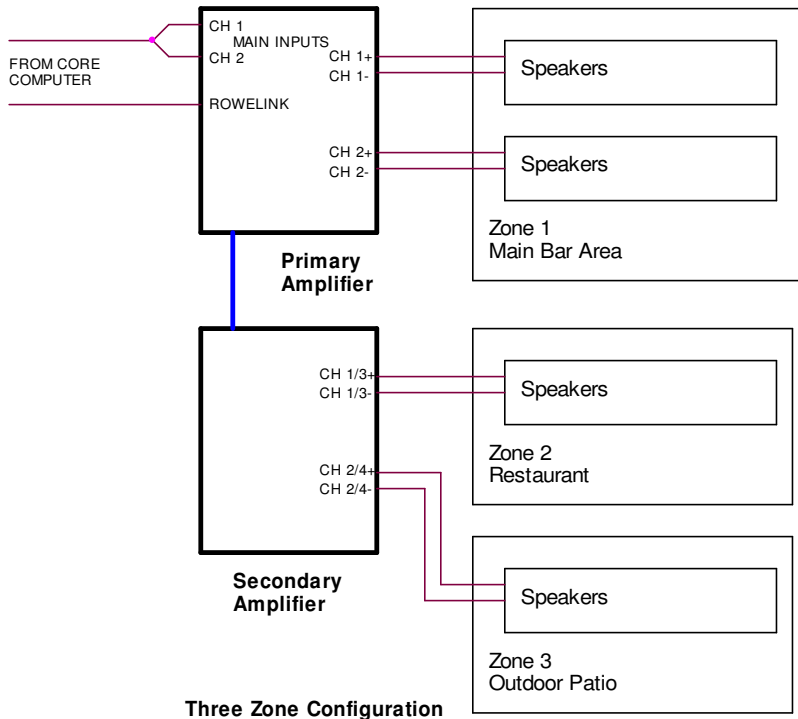 CH 1
MAIN INPUTS
CH 2
FROM CORE
COMPUTER
ROWELINK
CH 1+
CH 1-
CH 2+
CH 2-
Speakers
Speakers
Zone 1
Main Bar Area
Primary
Amplifier
CH 1/3+
CH 1/3-
CH 2/4+
CH 2/4-
Speakers
Zone 2
Restaurant
Secondary
Amplifier
Speakers
Zone 3
Outdoor Patio
Three Zone Configuration